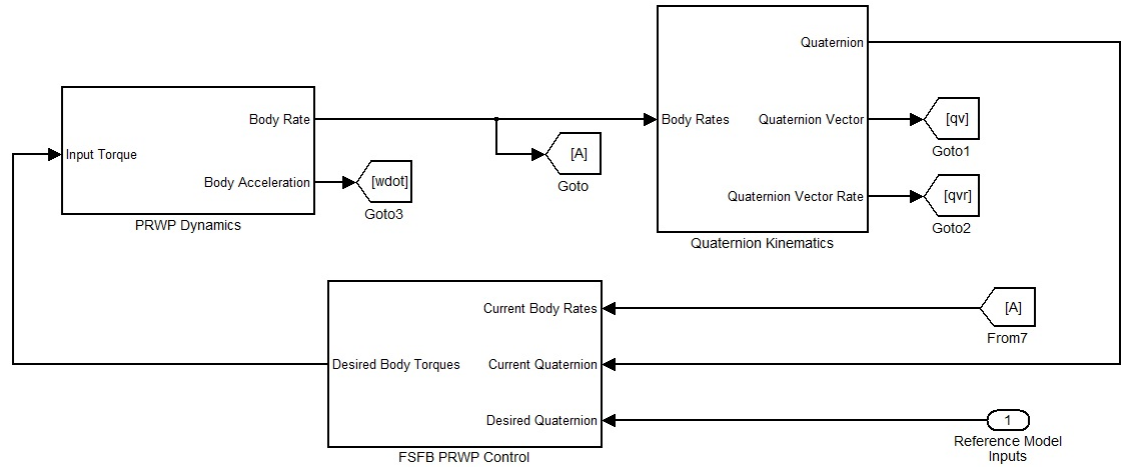 Quaternion
Body Rate
Body Rates
Quaternion Vector
[qv]
Goto1
Input Torque
[A]
Goto
Body Acceleration
[wdot]
Goto3
Quaternion Vector Rate
[qvr]
Goto2
PRWP Dynamics
Quaternion Kinematics
Current Body Rates
[A]
From7
Desired Body Torques
Current Quaternion
Desired Quaternion
1
Reference Model
Inputs
FSFB PRWP Control